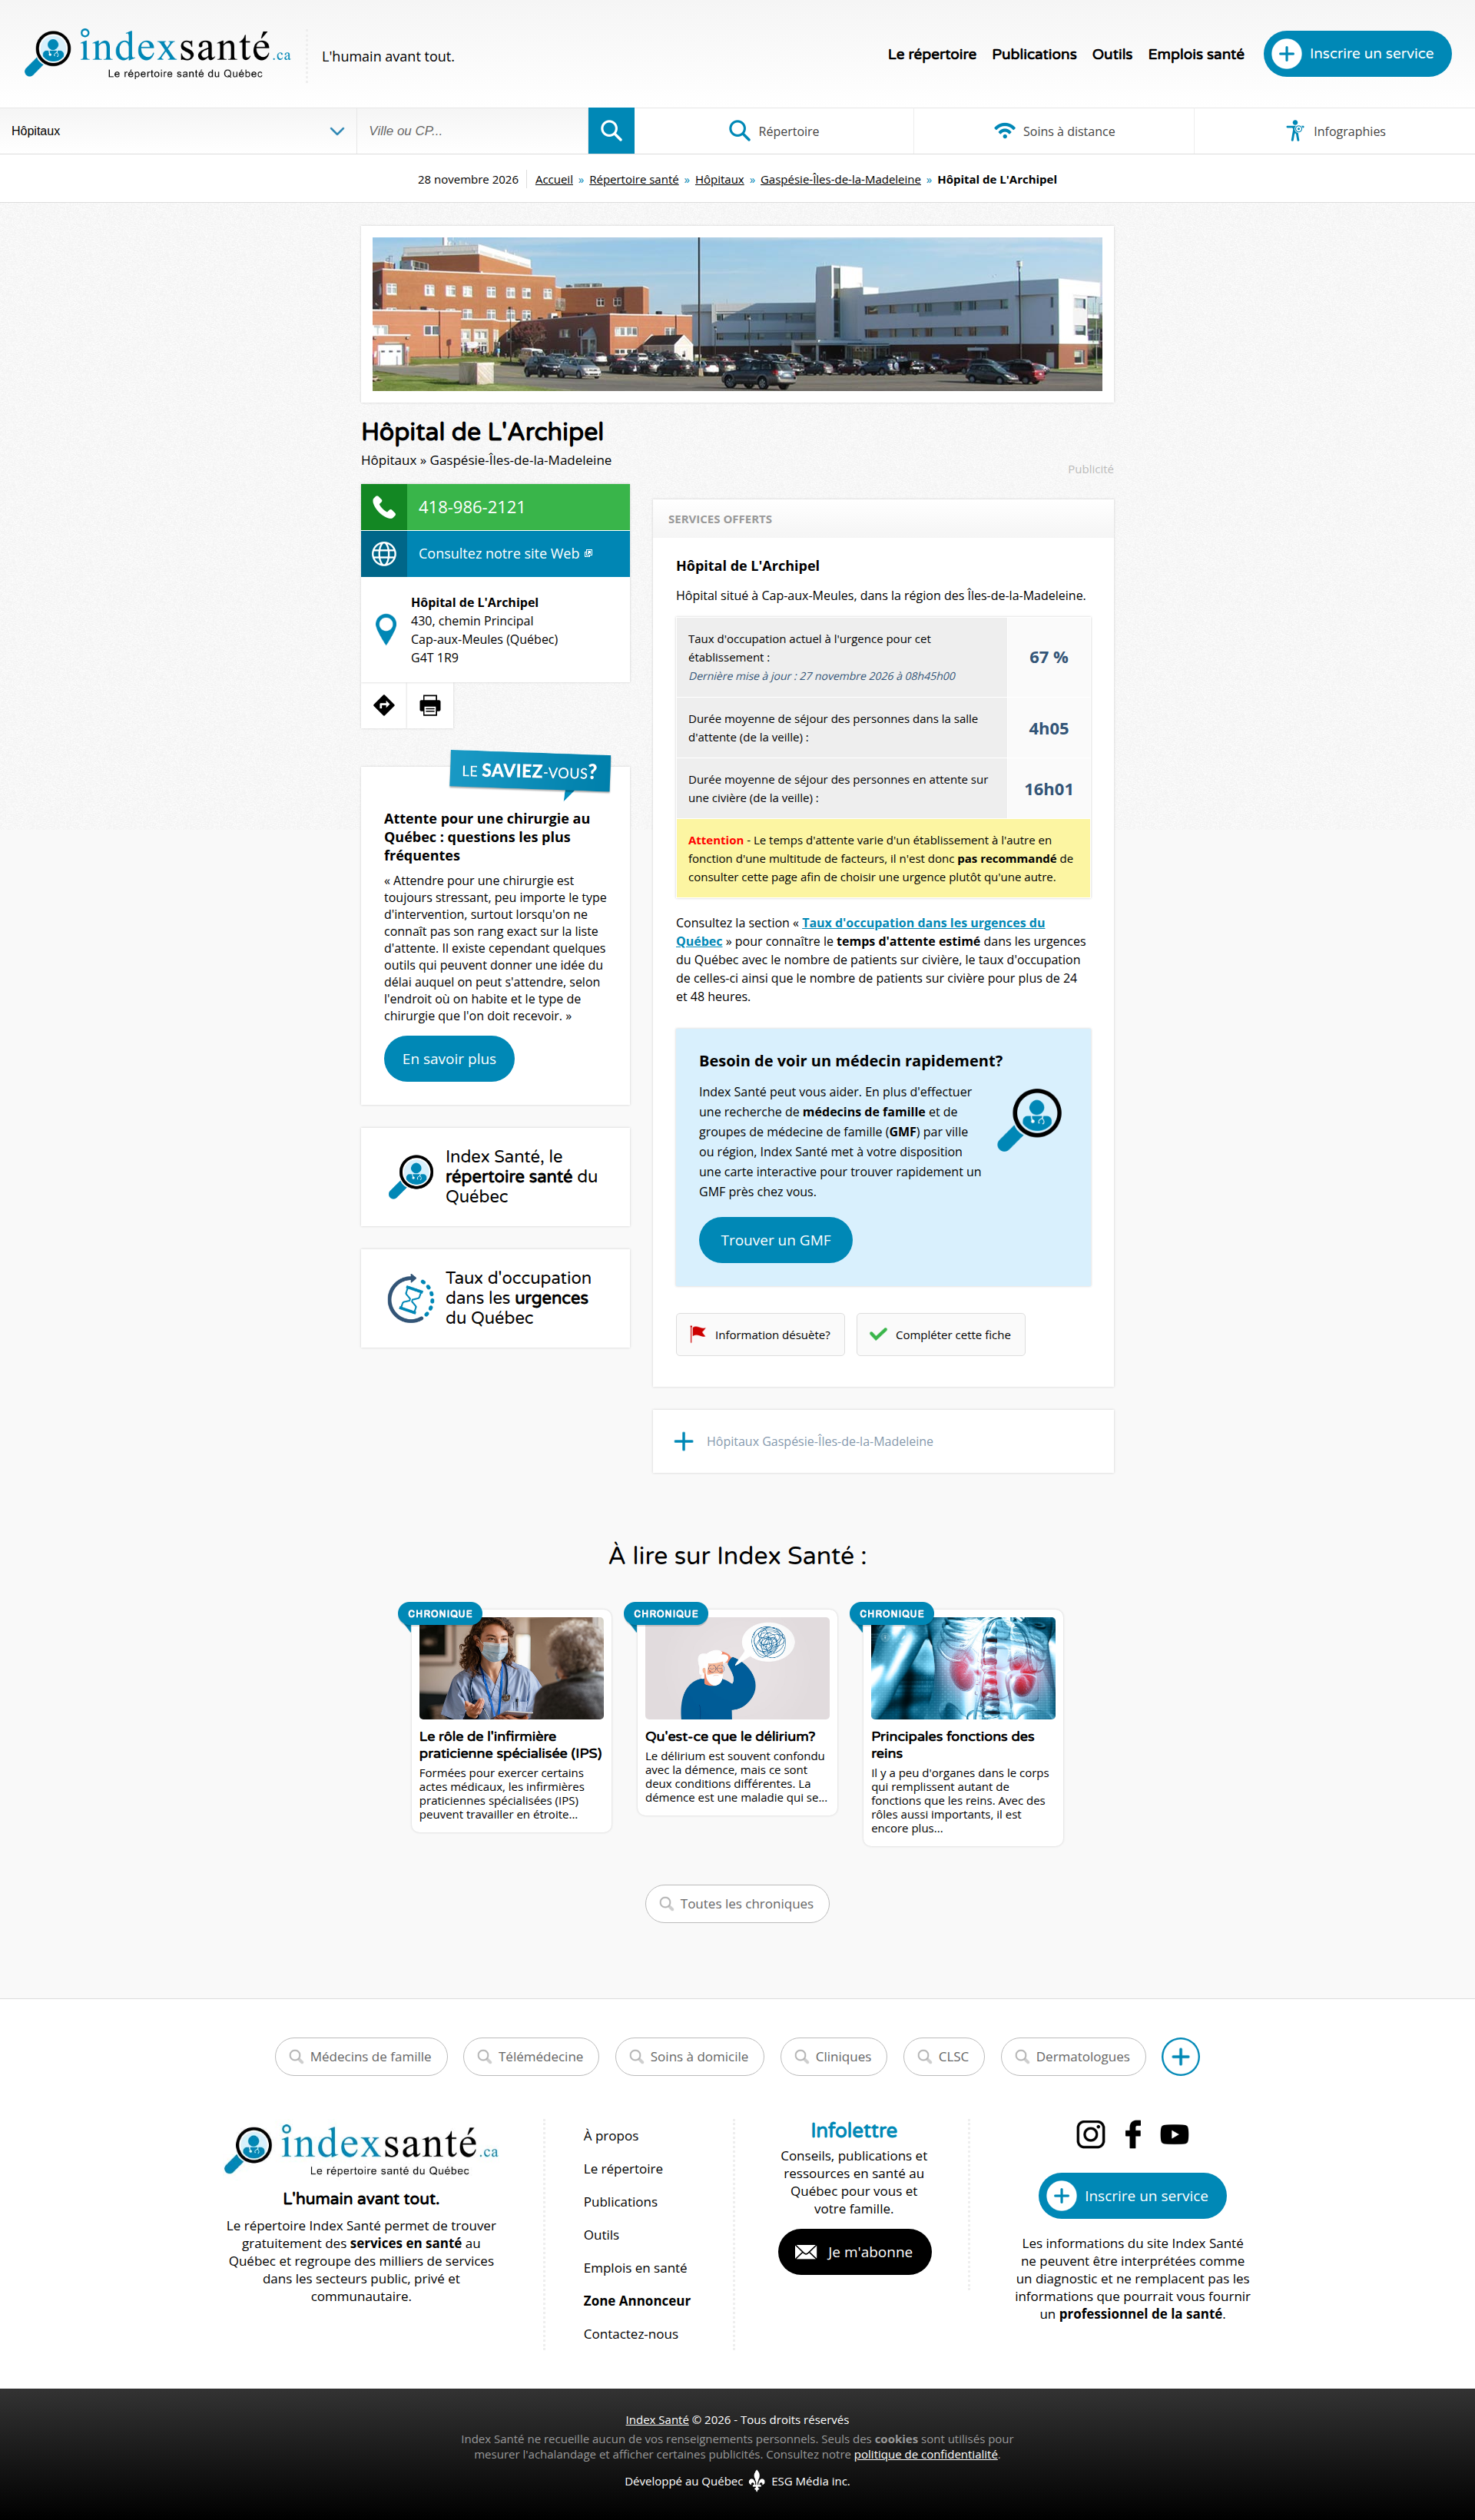 indexsanté.ca
Le répertoire santé du Québec
L'humain avant tout.
Le répertoire
Publications
Outils
Emplois santé
Inscrire un service
Hôpitaux
Ville ou CP...
Répertoire
Soins à distance
Infographies
28 novembre 2026
Accueil » Répertoire santé » Hôpitaux » Gaspésie-Îles-de-la-Madeleine » Hôpital de L'Archipel
Hôpital de L'Archipel
Hôpitaux » Gaspésie-Îles-de-la-Madeleine
Publicité
418-986-2121
Consultez notre site Web
Hôpital de L'Archipel
430, chemin Principal
Cap-aux-Meules (Québec)
G4T 1R9
LE SAVIEZ-VOUS?
Attente pour une chirurgie au
Québec : questions les plus
fréquentes
« Attendre pour une chirurgie est
toujours stressant, peu importe le type
d'intervention, surtout lorsqu'on ne
connaît pas son rang exact sur la liste
d'attente. Il existe cependant quelques
outils qui peuvent donner une idée du
délai auquel on peut s'attendre, selon
l'endroit où on habite et le type de
chirurgie que l'on doit recevoir. »
En savoir plus
Index Santé, le
répertoire santé du
Québec
Taux d'occupation
dans les urgences
du Québec
SERVICES OFFERTS
Hôpital de L'Archipel
Hôpital situé à Cap-aux-Meules, dans la région des Îles-de-la-Madeleine.
Taux d'occupation actuel à l'urgence pour cet
établissement :
Dernière mise à jour : 27 novembre 2026 à 08h45h00
67 %
Durée moyenne de séjour des personnes dans la salle
d'attente (de la veille) :
4h05
Durée moyenne de séjour des personnes en attente sur
une civière (de la veille) :
16h01
Attention - Le temps d'attente varie d'un établissement à l'autre en
fonction d'une multitude de facteurs, il n'est donc pas recommandé de
consulter cette page afin de choisir une urgence plutôt qu'une autre.
Consultez la section « Taux d'occupation dans les urgences du
Québec » pour connaître le temps d'attente estimé dans les urgences
du Québec avec le nombre de patients sur civière, le taux d'occupation
de celles-ci ainsi que le nombre de patients sur civière pour plus de 24
et 48 heures.
Besoin de voir un médecin rapidement?
Index Santé peut vous aider. En plus d'effectuer
une recherche de médecins de famille et de
groupes de médecine de famille (GMF) par ville
ou région, Index Santé met à votre disposition
une carte interactive pour trouver rapidement un
GMF près chez vous.
Trouver un GMF
Information désuète?
Compléter cette fiche
Hôpitaux Gaspésie-Îles-de-la-Madeleine
À lire sur Index Santé :
CHRONIQUE
Le rôle de l'infirmière
praticienne spécialisée (IPS)
Formées pour exercer certains
actes médicaux, les infirmières
praticiennes spécialisées (IPS)
peuvent travailler en étroite...
CHRONIQUE
Qu'est-ce que le délirium?
Le délirium est souvent confondu
avec la démence, mais ce sont
deux conditions différentes. La
démence est une maladie qui se...
CHRONIQUE
Principales fonctions des
reins
Il y a peu d'organes dans le corps
qui remplissent autant de
fonctions que les reins. Avec des
rôles aussi importants, il est
encore plus...
Toutes les chroniques
Médecins de famille
Télémédecine
Soins à domicile
Cliniques
CLSC
Dermatologues
indexsanté.ca
Le répertoire santé du Québec
L'humain avant tout.
Le répertoire Index Santé permet de trouver
gratuitement des services en santé au
Québec et regroupe des milliers de services
dans les secteurs public, privé et
communautaire.
À propos
Le répertoire
Publications
Outils
Emplois en santé
Zone Annonceur
Contactez-nous
Infolettre
Conseils, publications et
ressources en santé au
Québec pour vous et
votre famille.
Je m'abonne
Inscrire un service
Les informations du site Index Santé
ne peuvent être interprétées comme
un diagnostic et ne remplacent pas les
informations que pourrait vous fournir
un professionnel de la santé.
Index Santé © 2026 - Tous droits réservés
Index Santé ne recueille aucun de vos renseignements personnels. Seuls des cookies sont utilisés pour
mesurer l'achalandage et afficher certaines publicités. Consultez notre politique de confidentialité.
Développé au Québec ESG Média inc.